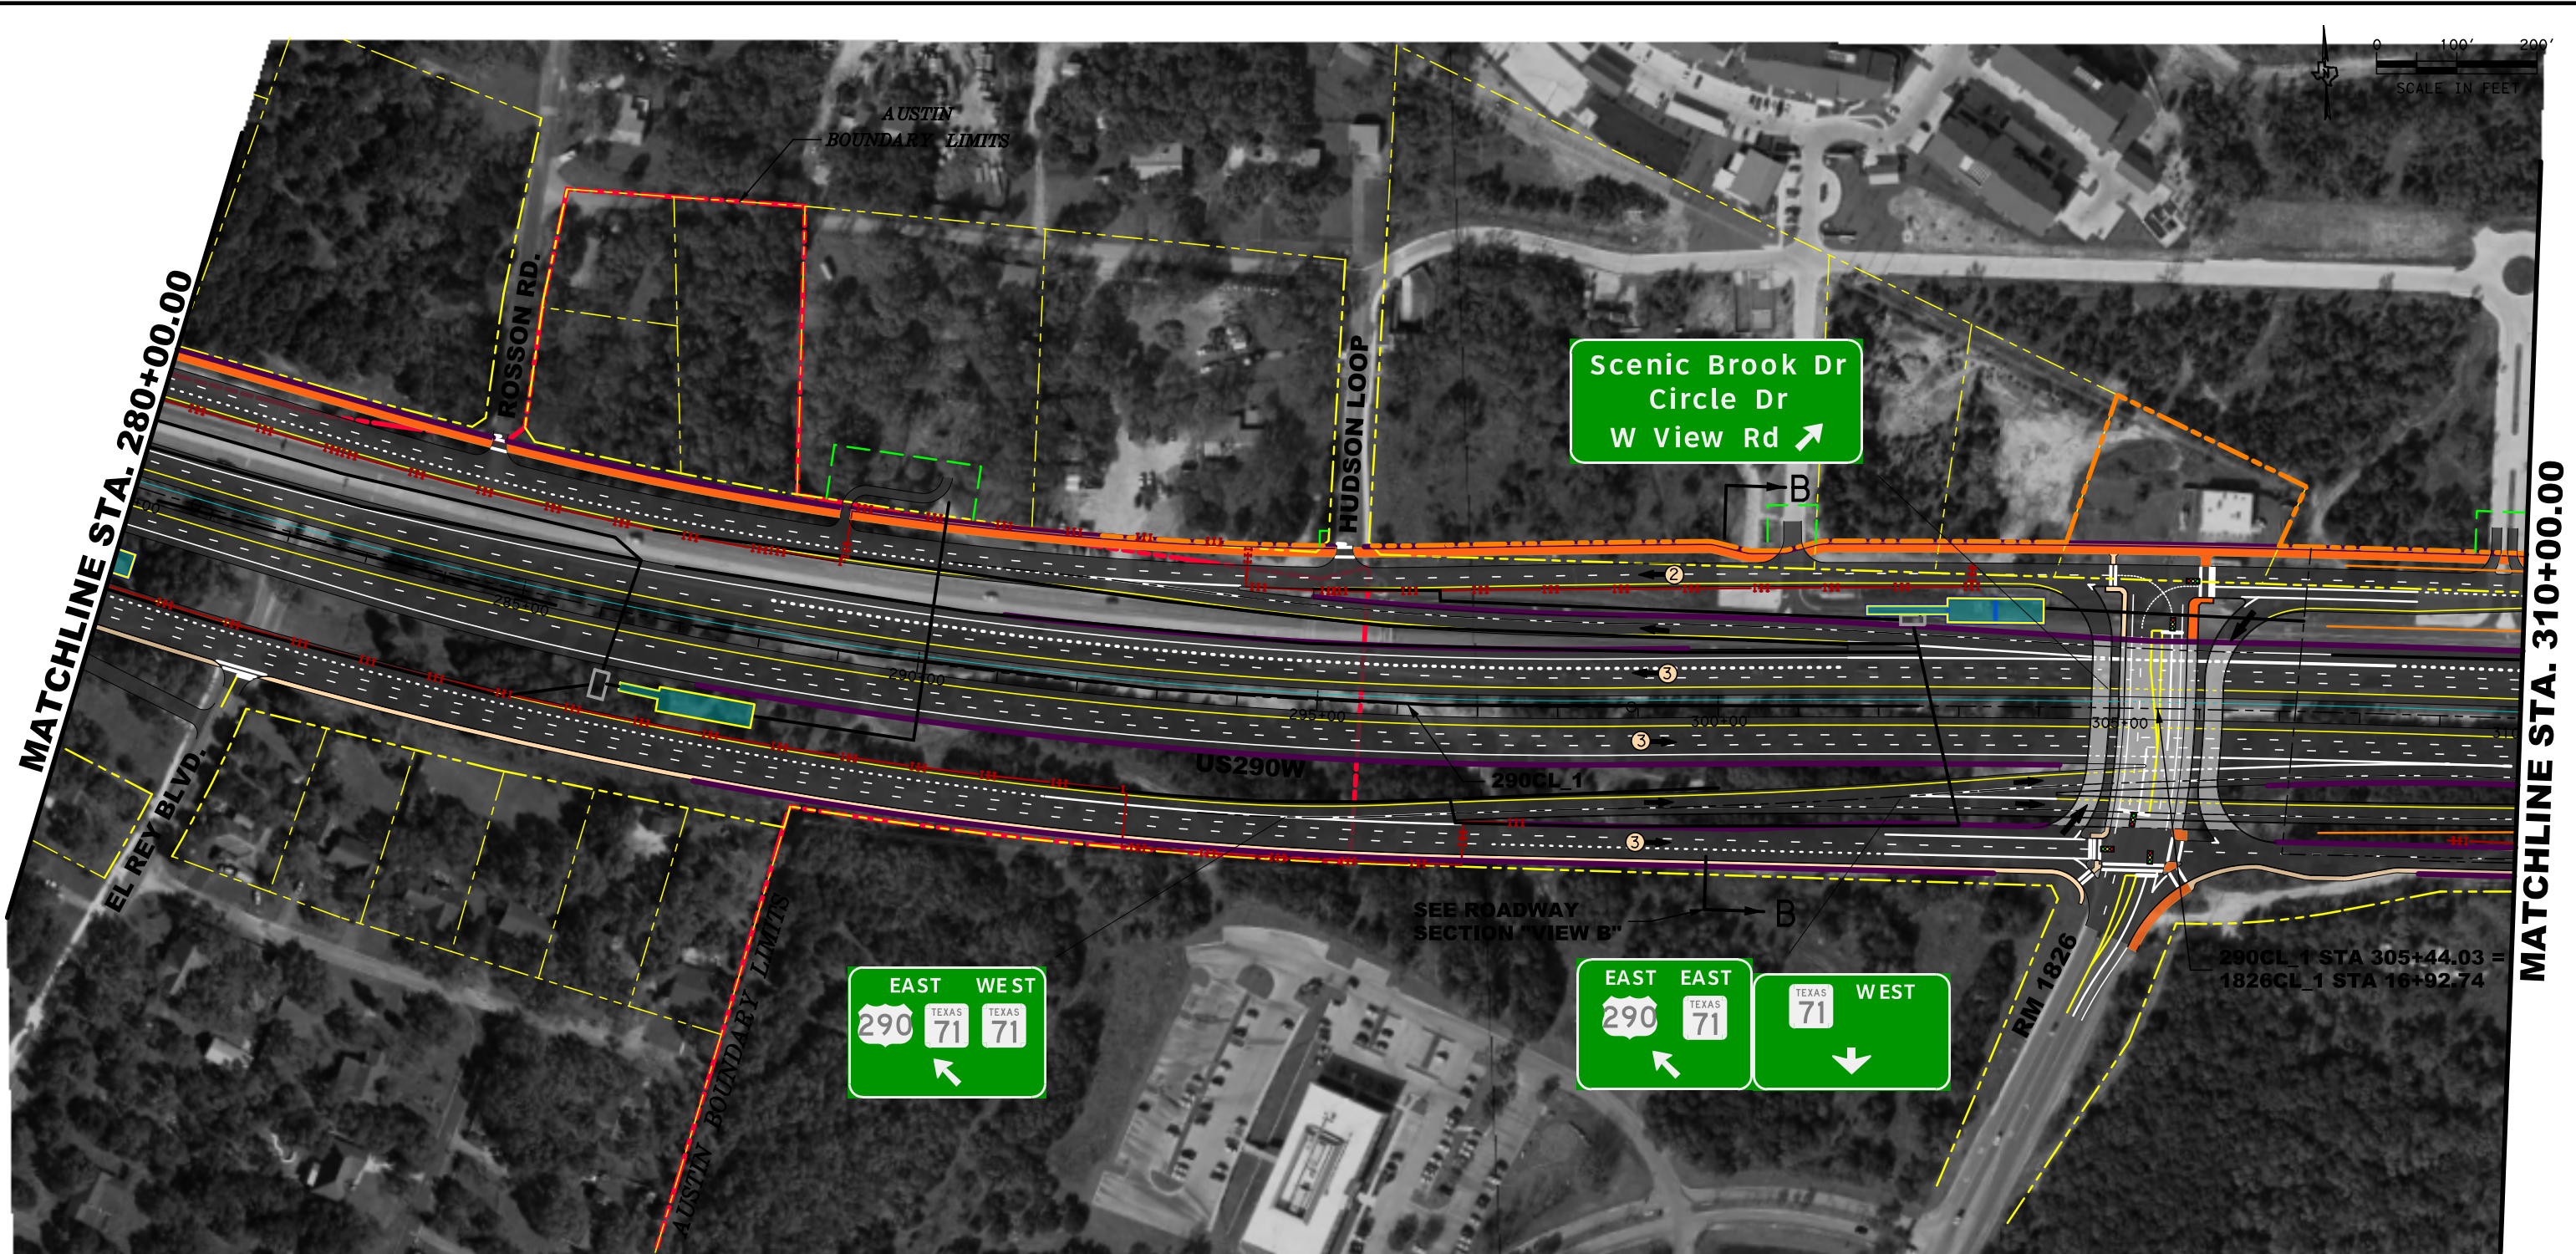 0 100' 200'
SCALE IN FEET
N
AUSTIN
BOUNDARY LIMITS
MATCHLINE STA. 280+00.00
ROSSON RD.
HUDSON LOOP
Scenic Brook Dr
Circle Dr
W View Rd
B
2
3
285+00
290+00
295+00
300+00
305+00
310
3
US290W
290CL_1
3
EL REY BLVD.
AUSTIN BOUNDARY LIMITS
SEE ROADWAY
SECTION "VIEW B"
B
RM 1826
290CL_1 STA 305+44.03 =
1826CL_1 STA 16+92.74
MATCHLINE STA. 310+00.00
EAST WEST
290 TEXAS 71 TEXAS 71
EAST EAST
290 TEXAS 71
TEXAS 71 WEST